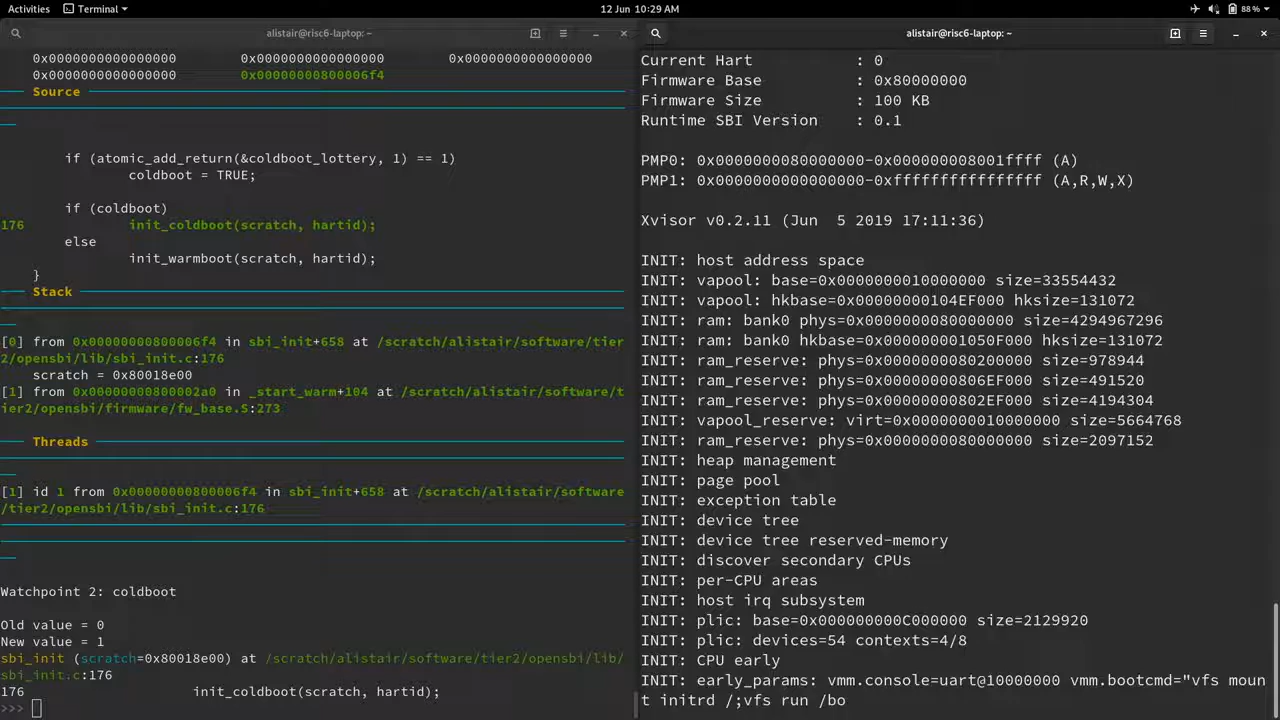 Activities Terminal 12 Jun 10:29 AM 88%
alistair@risc6-laptop: ~
0x0000000000000000 0x0000000000000000 0x0000000000000000
0x0000000000000000 0x00000000800006f4
Source
if (atomic_add_return(&coldboot_lottery, 1) == 1)
coldboot = TRUE;
if (coldboot)
176 init_coldboot(scratch, hartid);
else
init_warmboot(scratch, hartid);
}
Stack
[0] from 0x00000000800006f4 in sbi_init+658 at /scratch/alistair/software/tier
2/opensbi/lib/sbi_init.c:176
scratch = 0x80018e00
[1] from 0x00000000800002a0 in _start_warm+104 at /scratch/alistair/software/t
ier2/opensbi/firmware/fw_base.S:273
Threads
[1] id 1 from 0x00000000800006f4 in sbi_init+658 at /scratch/alistair/software
/tier2/opensbi/lib/sbi_init.c:176
Watchpoint 2: coldboot
Old value = 0
New value = 1
sbi_init (scratch=0x80018e00) at /scratch/alistair/software/tier2/opensbi/lib/
sbi_init.c:176
176 init_coldboot(scratch, hartid);
>>>
alistair@risc6-laptop: ~
Current Hart : 0
Firmware Base : 0x80000000
Firmware Size : 100 KB
Runtime SBI Version : 0.1
PMP0: 0x0000000080000000-0x000000008001ffff (A)
PMP1: 0x0000000000000000-0xffffffffffffffff (A,R,W,X)
Xvisor v0.2.11 (Jun 5 2019 17:11:36)
INIT: host address space
INIT: vapool: base=0x0000000010000000 size=33554432
INIT: vapool: hkbase=0x00000000104EF000 hksize=131072
INIT: ram: bank0 phys=0x0000000080000000 size=4294967296
INIT: ram: bank0 hkbase=0x000000001050F000 hksize=131072
INIT: ram_reserve: phys=0x0000000080200000 size=978944
INIT: ram_reserve: phys=0x00000000806EF000 size=491520
INIT: ram_reserve: phys=0x00000000802EF000 size=4194304
INIT: vapool_reserve: virt=0x0000000010000000 size=5664768
INIT: ram_reserve: phys=0x0000000080000000 size=2097152
INIT: heap management
INIT: page pool
INIT: exception table
INIT: device tree
INIT: device tree reserved-memory
INIT: discover secondary CPUs
INIT: per-CPU areas
INIT: host irq subsystem
INIT: plic: base=0x000000000C000000 size=2129920
INIT: plic: devices=54 contexts=4/8
INIT: CPU early
INIT: early_params: vmm.console=uart@10000000 vmm.bootcmd="vfs moun
t initrd /;vfs run /bo